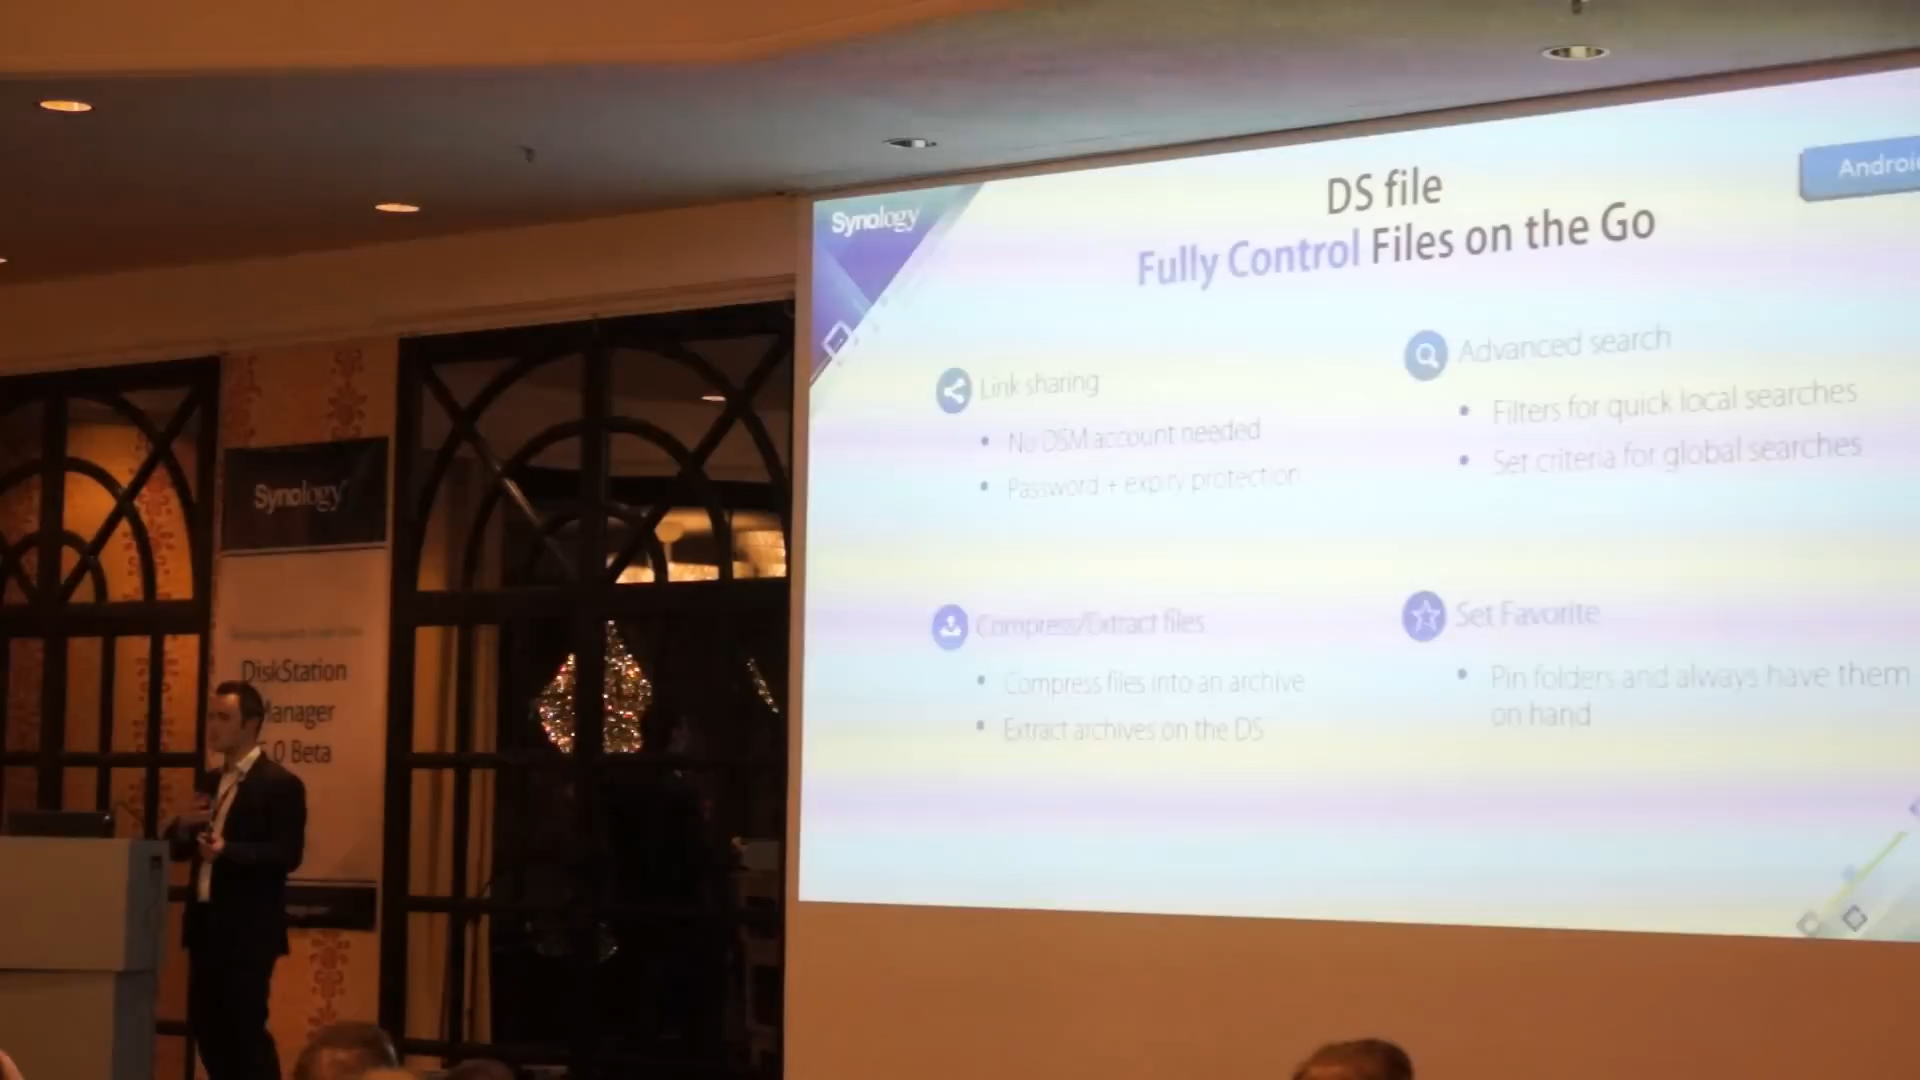 Synology
DS file
Fully Control Files on the Go
Link sharing
No DSM account needed
Password + expiry protection
Advanced search
Filters for quick local searches
Set criteria for global searches
Compress/Extract files
Compress files into an archive
Extract archives on the DS
Set Favorite
Pin folders and always have them
on hand
Synology
DiskStation
Manager
.0 Beta